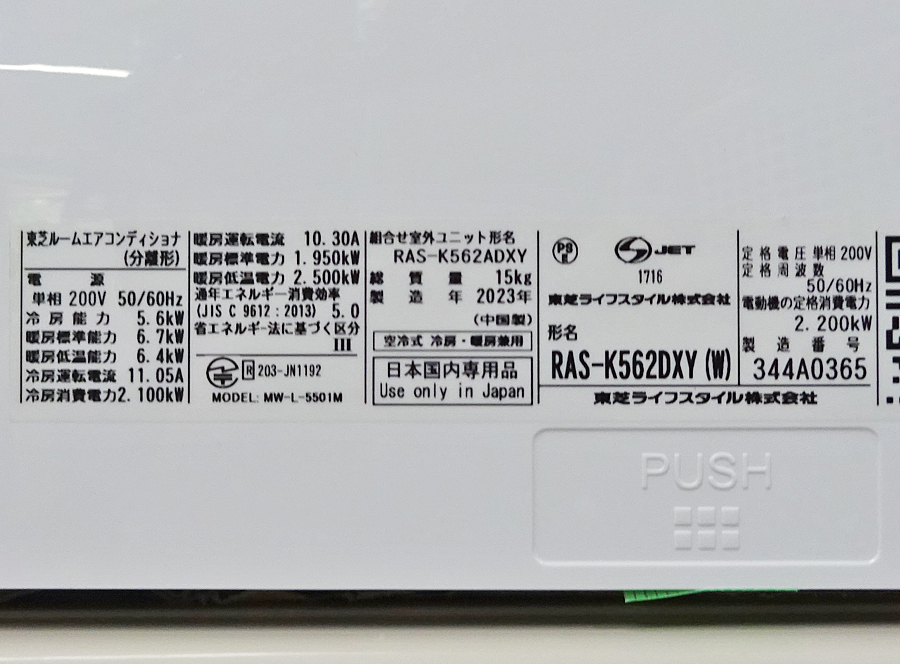 東芝ルームエアコンディショナ
(分離形)
電 源
単相 200V 50/60Hz
冷房能力 5.6kW
暖房標準能力 6.7kW
暖房低温能力 6.4kW
冷房運転電流 11.05A
冷房消費電力 2.100kW
暖房運転電流 10.30A
暖房標準電力 1.950kW
暖房低温電力 2.500kW
通年エネルギー消費効率
(JIS C 9612:2013) 5.0
省エネルギー法に基づく区分
III
R 203-JN1192
MODEL: MW-L-5501M
組合せ室外ユニット形名
RAS-K562ADXY
総質量 15kg
製造年 2023年
(中国製)
空冷式 冷房・暖房兼用
日本国内専用品
Use only in Japan
PS E JET
1716
東芝ライフスタイル株式会社
形名
RAS-K562DXY (W)
東芝ライフスタイル株式会社
定格電圧 単相 200V
定格周波数
50/60Hz
電動機の定格消費電力
2.200kW
製造番号
344A0365
PUSH